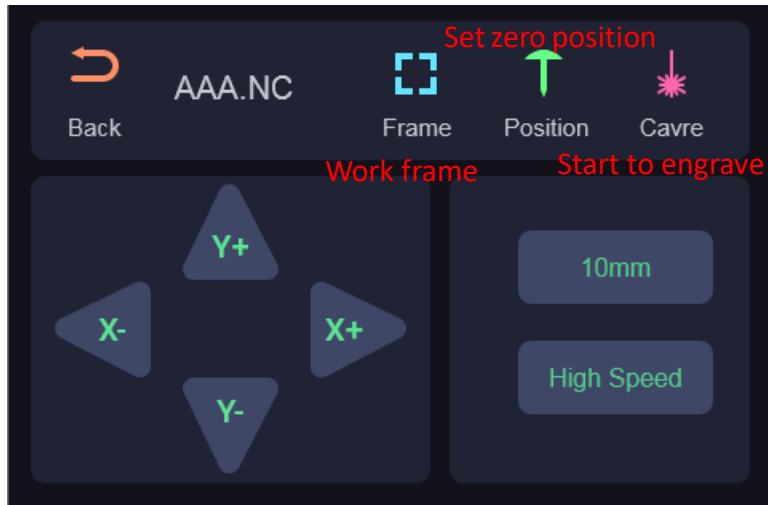 Set zero position
AAA.NC
Back
Frame
Position
Cavre
Work frame
Start to engrave
Y+
X-
X+
Y-
10mm
High Speed